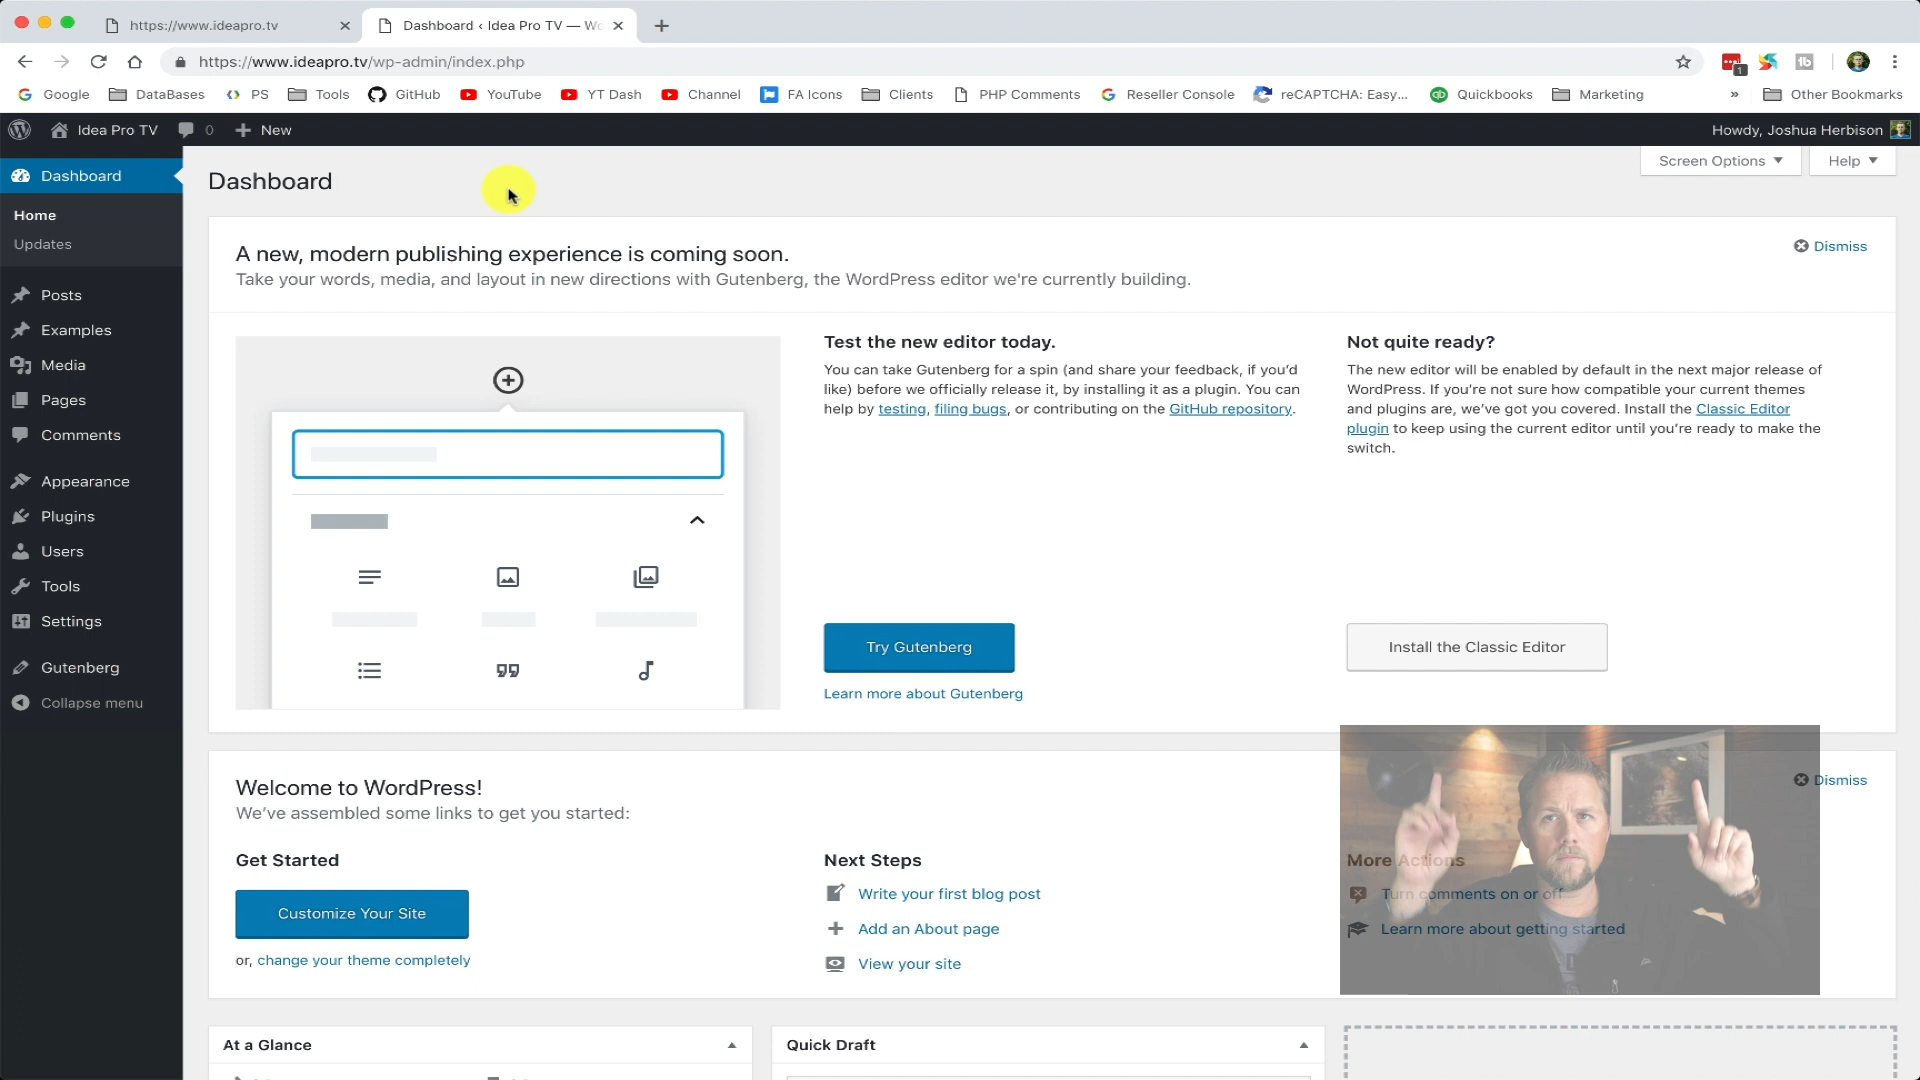 https://www.ideapro.tv
Dashboard ‹ Idea Pro TV — Wo
https://www.ideapro.tv/wp-admin/index.php
1
Google
DataBases
PS
Tools
GitHub
YouTube
YT Dash
Channel
FA Icons
Clients
PHP Comments
Reseller Console
reCAPTCHA: Easy...
Quickbooks
Marketing
»
Other Bookmarks
Idea Pro TV
0
New
Howdy, Joshua Herbison
Dashboard
Home
Updates
Posts
Examples
Media
Pages
Comments
Appearance
Plugins
Users
Tools
Settings
Gutenberg
Collapse menu
Screen Options
Help
Dashboard
A new, modern publishing experience is coming soon.
Take your words, media, and layout in new directions with Gutenberg, the WordPress editor we're currently building.
Dismiss
Test the new editor today.
You can take Gutenberg for a spin (and share your feedback, if you'd
like) before we officially release it, by installing it as a plugin. You can
help by testing, filing bugs, or contributing on the GitHub repository.
Try Gutenberg
Learn more about Gutenberg
Not quite ready?
The new editor will be enabled by default in the next major release of
WordPress. If you're not sure how compatible your current themes
and plugins are, we've got you covered. Install the Classic Editor
plugin to keep using the current editor until you're ready to make the
switch.
Install the Classic Editor
Welcome to WordPress!
We've assembled some links to get you started:
Dismiss
Get Started
Customize Your Site
or, change your theme completely
Next Steps
Write your first blog post
Add an About page
View your site
More Actions
Turn comments on or off
Learn more about getting started
At a Glance
Quick Draft